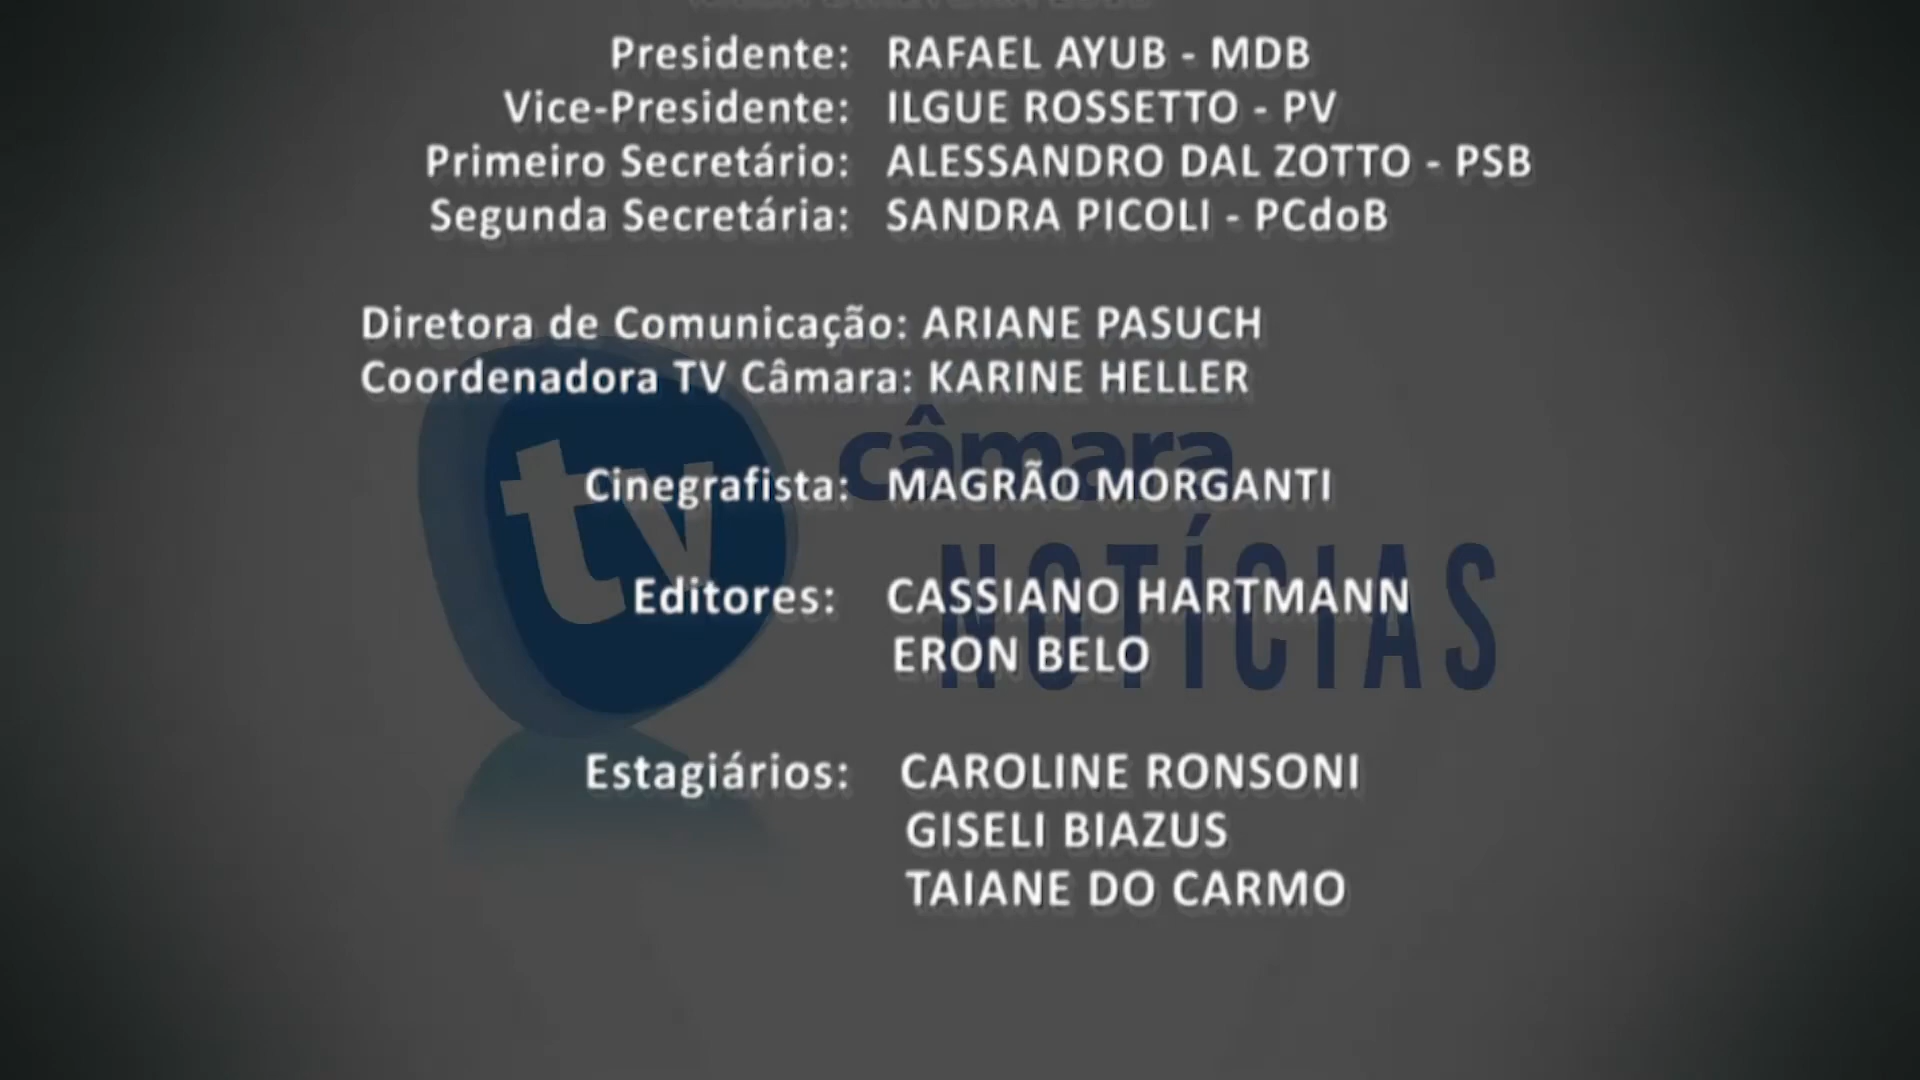 Presidente: RAFAEL AYUB - MDB
Vice-Presidente: ILGUE ROSSETTO - PV
Primeiro Secretário: ALESSANDRO DAL ZOTTO - PSB
Segunda Secretária: SANDRA PICOLI - PCdoB
Diretora de Comunicação: ARIANE PASUCH
Coordenadora TV Câmara: KARINE HELLER
tv câmara
Cinegrafista: MAGRÃO MORGANTI
NOTÍCIAS
Editores: CASSIANO HARTMANN
ERON BELO
Estagiários: CAROLINE RONSONI
GISELI BIAZUS
TAIANE DO CARMO